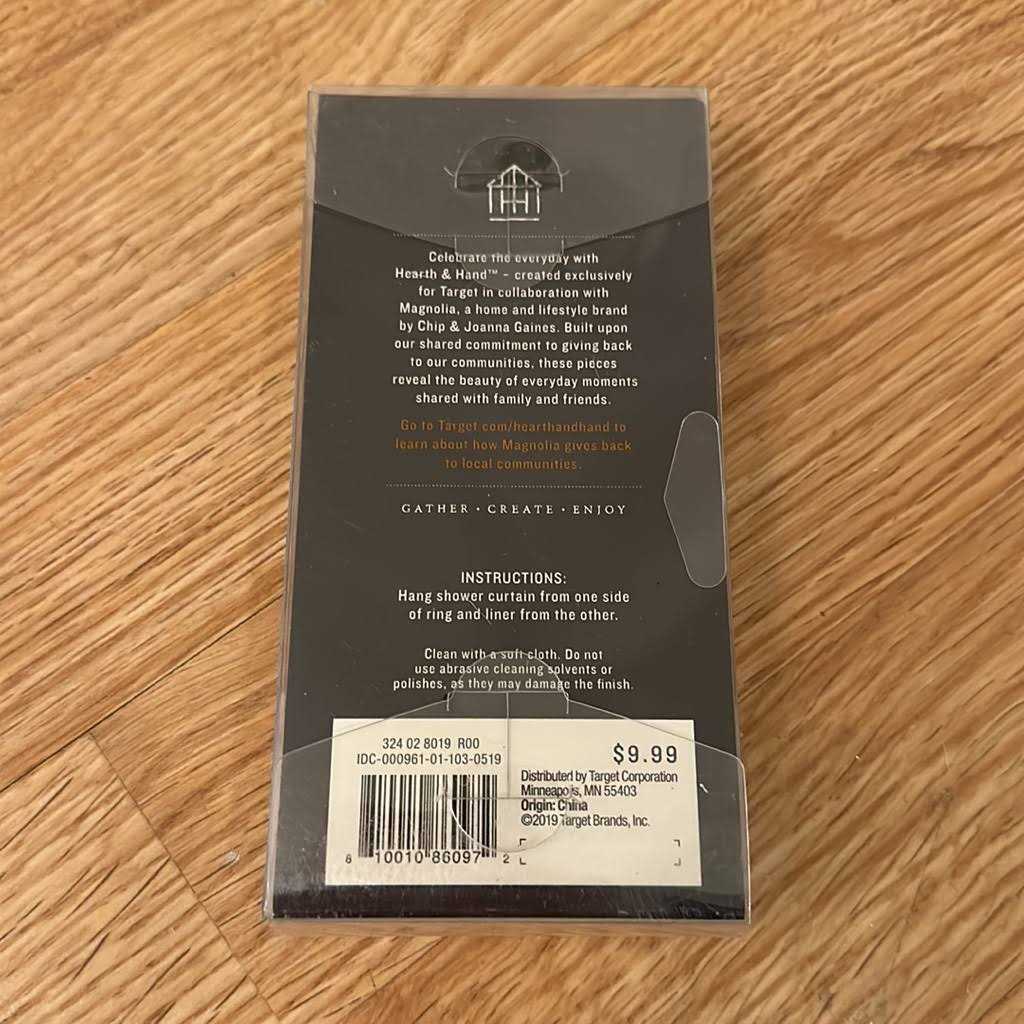 Celebrate the everyday with
Hearth & Hand™ - created exclusively
for Target in collaboration with
Magnolia, a home and lifestyle brand
by Chip & Joanna Gaines. Built upon
our shared commitment to giving back
to our communities, these pieces
reveal the beauty of everyday moments
shared with family and friends.
Go to Target.com/hearthandhand to
learn about how Magnolia gives back
to local communities.
GATHER · CREATE · ENJOY
INSTRUCTIONS:
Hang shower curtain from one side
of ring and liner from the other.
Clean with a soft cloth. Do not
use abrasive cleaning solvents or
polishes, as they may damage the finish.
324 02 8019 R00
IDC-000961-01-103-0519
8 10010 86097 2
$9.99
Distributed by Target Corporation
Minneapolis, MN 55403
Origin: China
©2019 Target Brands, Inc.